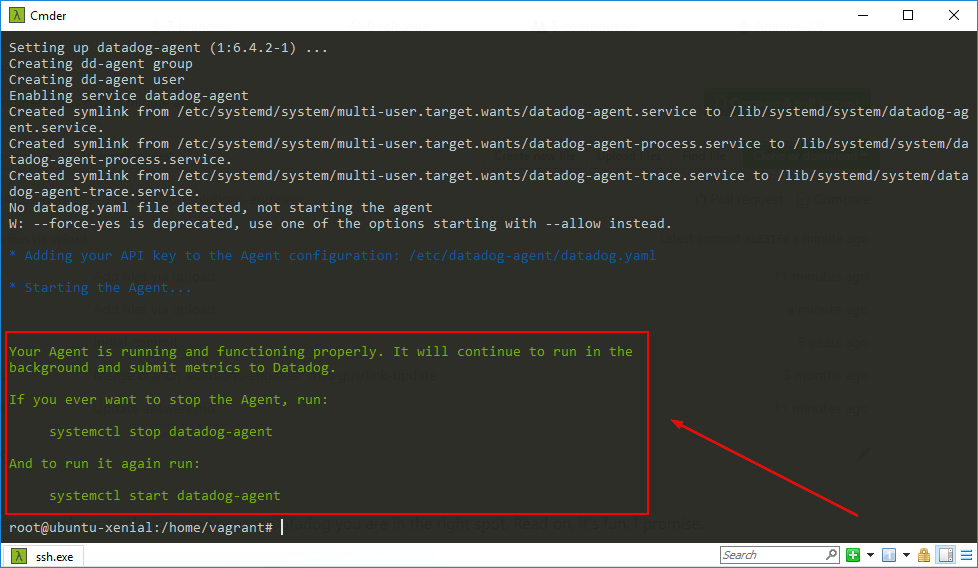 Cmder
Setting up datadog-agent (1:6.4.2-1) ...
Creating dd-agent group
Creating dd-agent user
Enabling service datadog-agent
Created symlink from /etc/systemd/system/multi-user.target.wants/datadog-agent.service to /lib/systemd/system/datadog-ag
ent.service.
Created symlink from /etc/systemd/system/multi-user.target.wants/datadog-agent-process.service to /lib/systemd/system/da
tadog-agent-process.service.
Created symlink from /etc/systemd/system/multi-user.target.wants/datadog-agent-trace.service to /lib/systemd/system/data
dog-agent-trace.service.
No datadog.yaml file detected, not starting the agent
W: --force-yes is deprecated, use one of the options starting with --allow instead.
* Adding your API key to the Agent configuration: /etc/datadog-agent/datadog.yaml
* Starting the Agent...
Your Agent is running and functioning properly. It will continue to run in the
background and submit metrics to Datadog.
If you ever want to stop the Agent, run:
systemctl stop datadog-agent
And to run it again run:
systemctl start datadog-agent
root@ubuntu-xenial:/home/vagrant#
ssh.exe
Search